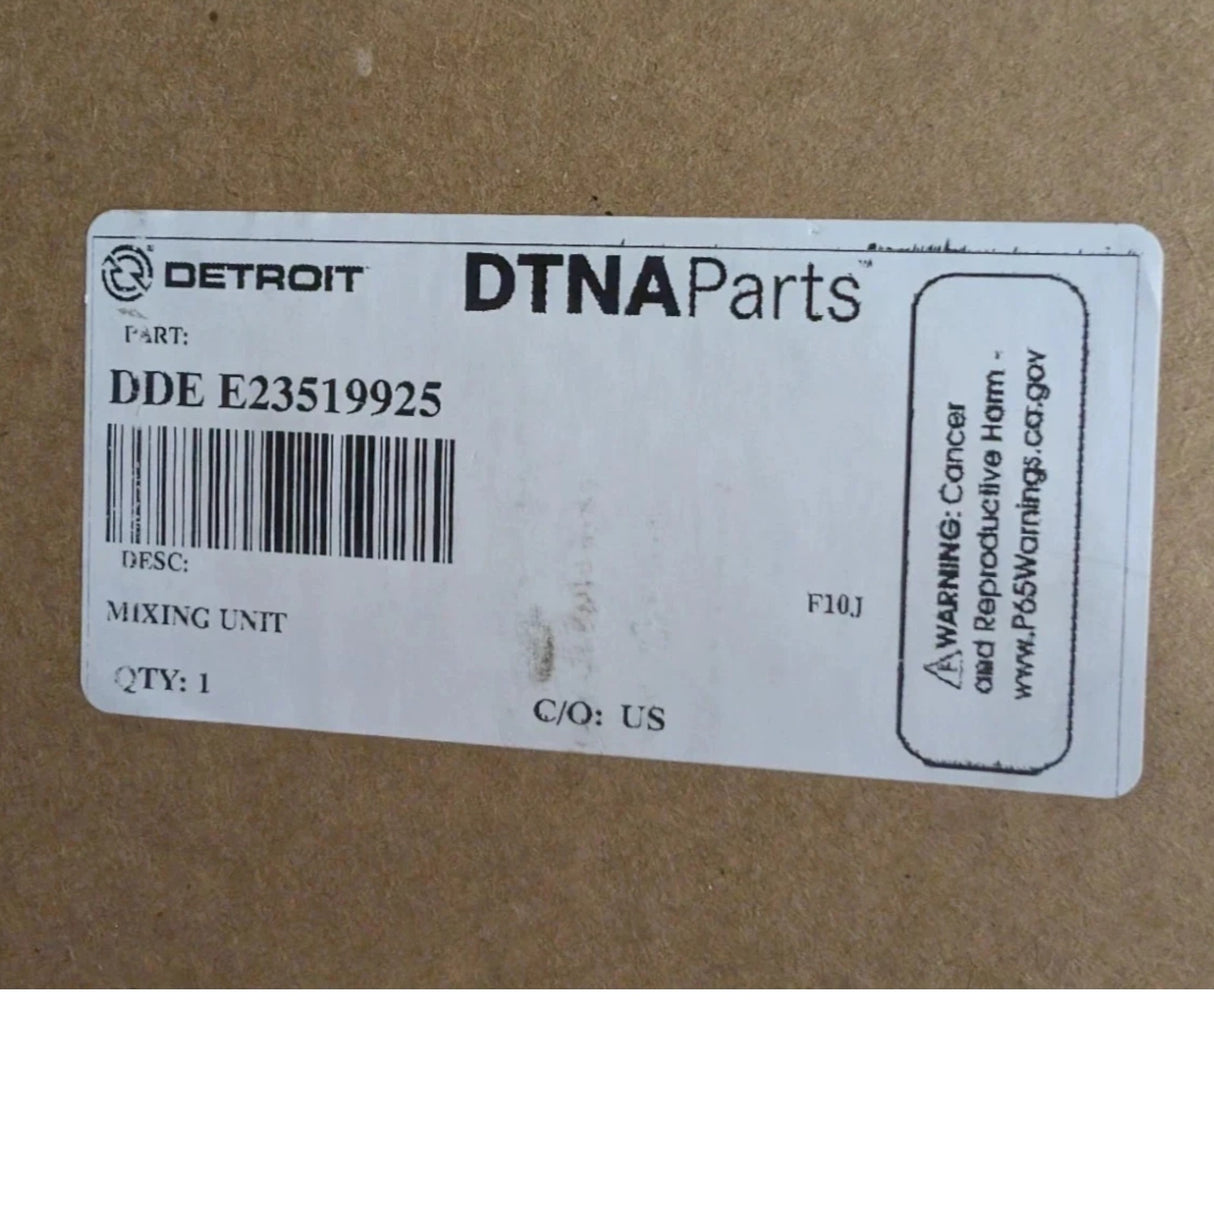 DETROIT
DTNAParts™
PART:
DDE E23519925
DESC:
MIXING UNIT
F10J
QTY: 1
C/O: US
⚠WARNING: Cancer
and Reproductive Harm -
www.P65Warnings.ca.gov